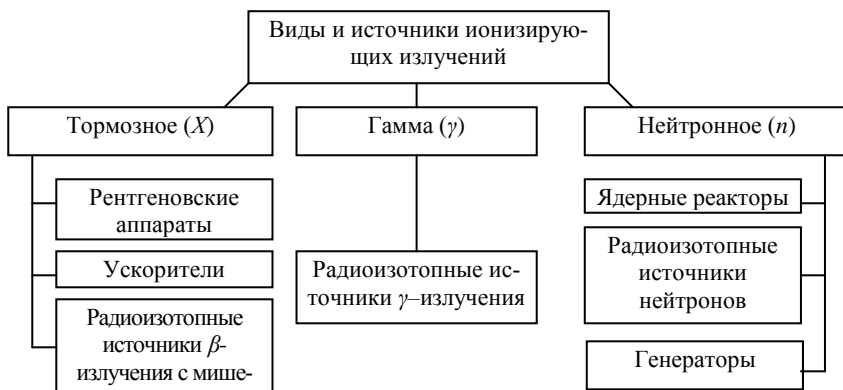 Виды и источники ионизирую-
щих излучений
Тормозное (X)
Гамма (γ)
Нейтронное (n)
Рентгеновские
аппараты
Ускорители
Радиоизотопные
источники β-
излучения с мише-
Радиоизотопные ис-
точники γ–излучения
Ядерные реакторы
Радиоизотопные
источники
нейтронов
Генераторы